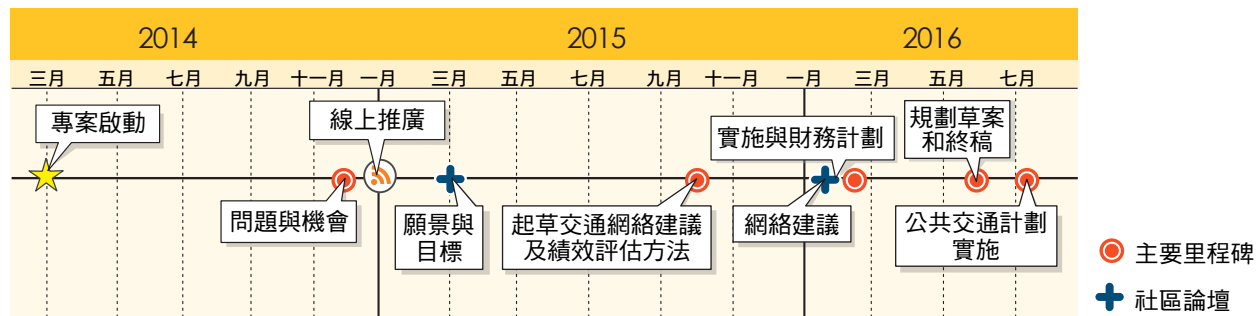 2014 2015 2016
三月 五月 七月 九月 十一月 一月 三月 五月 七月 九月 十一月 一月 三月 五月 七月
專案啟動
線上推廣
實施與財務計劃
規劃草案
和終稿
問題與機會
願景與
目標
起草交通網絡建議
及績效評估方法
網絡建議
公共交通計劃
實施
主要里程碑
社區論壇